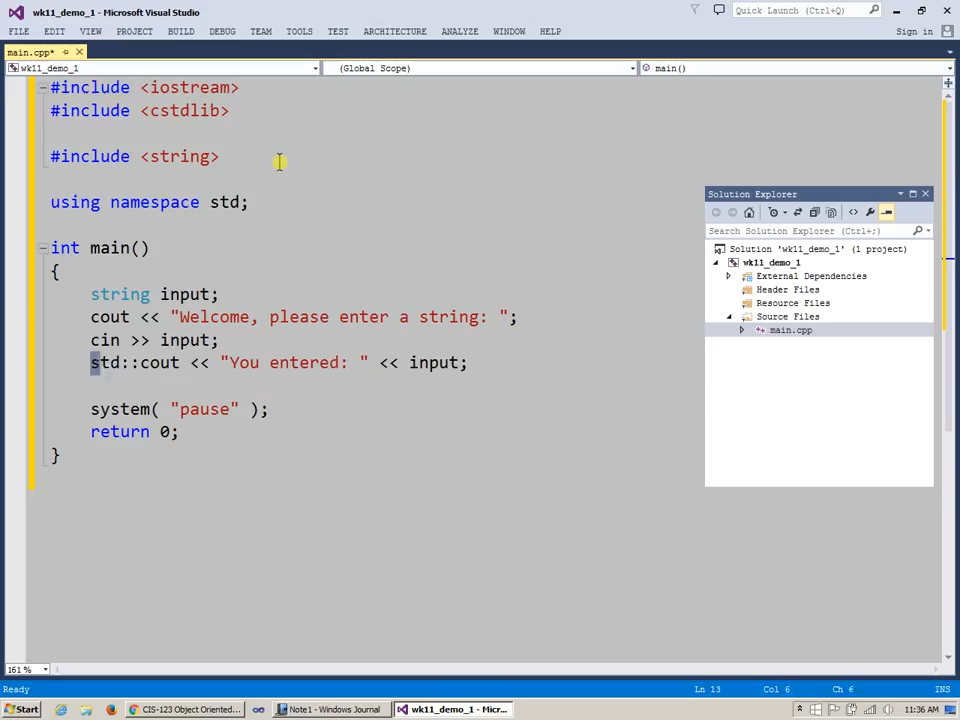 wk11_demo_1 - Microsoft Visual Studio
Quick Launch (Ctrl+Q)
FILE EDIT VIEW PROJECT BUILD DEBUG TEAM TOOLS TEST ARCHITECTURE ANALYZE WINDOW HELP
Sign in
main.cpp*
wk11_demo_1 (Global Scope) main()
#include <iostream>
#include <cstdlib>
#include <string>
using namespace std;
int main()
{
string input;
cout << "Welcome, please enter a string: ";
cin >> input;
std::cout << "You entered: " << input;
system( "pause" );
return 0;
}
Solution Explorer
Search Solution Explorer (Ctrl+;)
Solution 'wk11_demo_1' (1 project)
wk11_demo_1
External Dependencies
Header Files
Resource Files
Source Files
main.cpp
161 %
Ready Ln 13 Col 6 Ch 6 INS
Start CIS-123 Object Oriented... Note1 - Windows Journal wk11_demo_1 - Micr... 11:36 AM